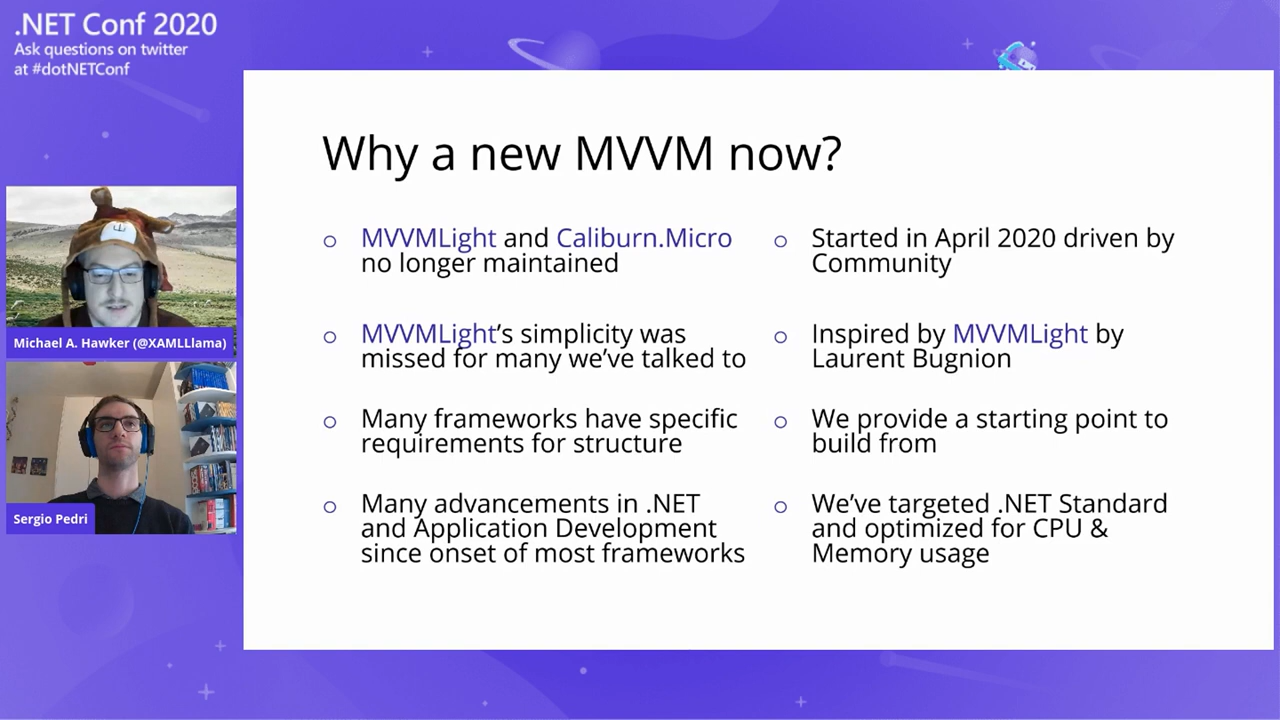 .NET Conf 2020
Ask questions on twitter
at #dotNETConf
Michael A. Hawker (@XAMLLlama)
Sergio Pedri
Why a new MVVM now?
MVVMLight and Caliburn.Micro
no longer maintained
MVVMLight's simplicity was
missed for many we've talked to
Many frameworks have specific
requirements for structure
Many advancements in .NET
and Application Development
since onset of most frameworks
Started in April 2020 driven by
Community
Inspired by MVVMLight by
Laurent Bugnion
We provide a starting point to
build from
We've targeted .NET Standard
and optimized for CPU &
Memory usage